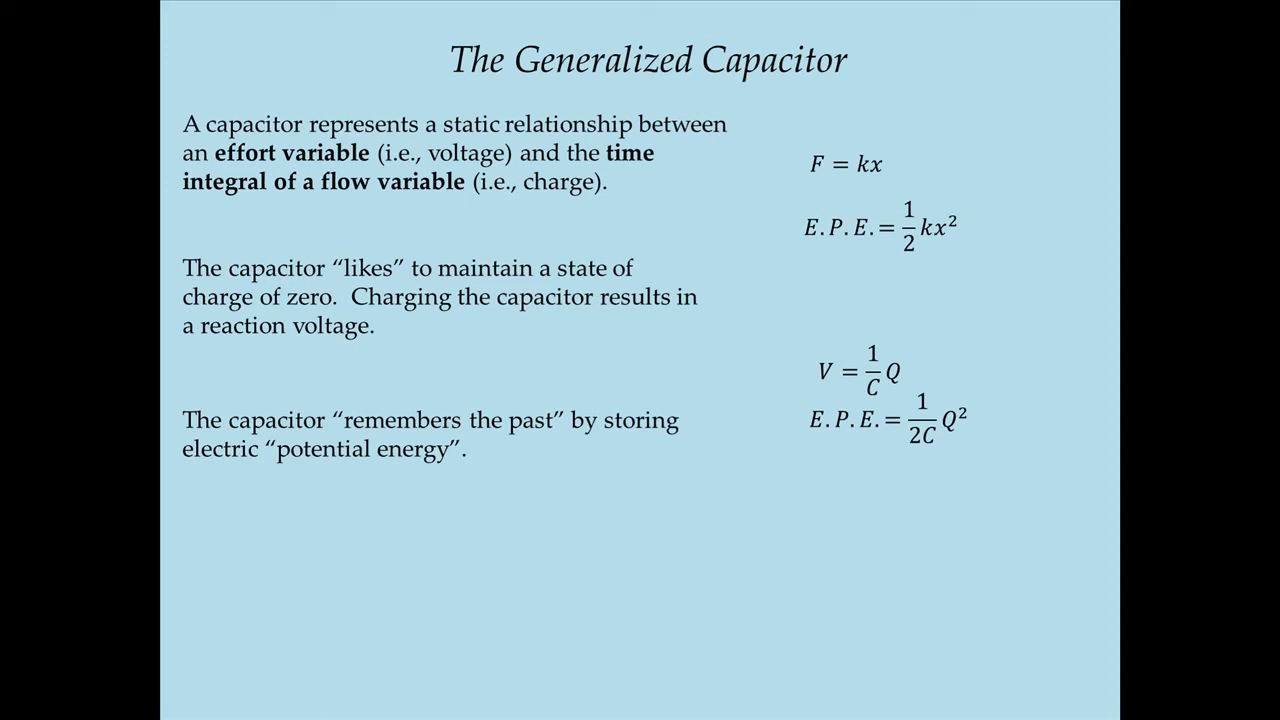 The Generalized Capacitor
A capacitor represents a static relationship between
an effort variable (i.e., voltage) and the time
integral of a flow variable (i.e., charge).
F = kx
E.P.E.= 1/2 kx²
The capacitor “likes” to maintain a state of
charge of zero.  Charging the capacitor results in
a reaction voltage.
V = 1/C Q
E.P.E.= 1/2C Q²
The capacitor “remembers the past” by storing
electric “potential energy”.